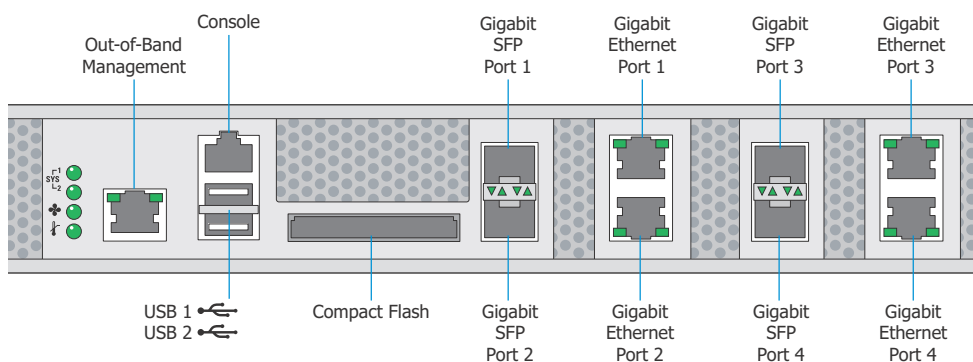 Console
Out-of-Band
Management
Gigabit
SFP
Port 1
Gigabit
Ethernet
Port 1
Gigabit
SFP
Port 3
Gigabit
Ethernet
Port 3
1
SYS
2
USB 1
USB 2
Compact Flash
Gigabit
SFP
Port 2
Gigabit
Ethernet
Port 2
Gigabit
SFP
Port 4
Gigabit
Ethernet
Port 4